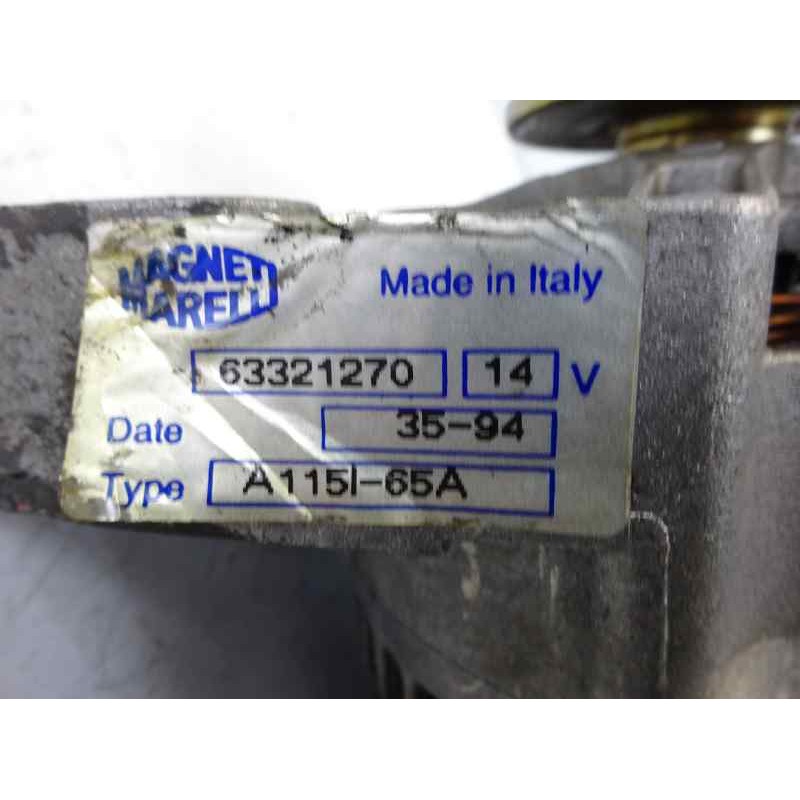 MAGNETI
MARELLI
Made in Italy
63321270 14 V
Date 35-94
Type A115I-65A